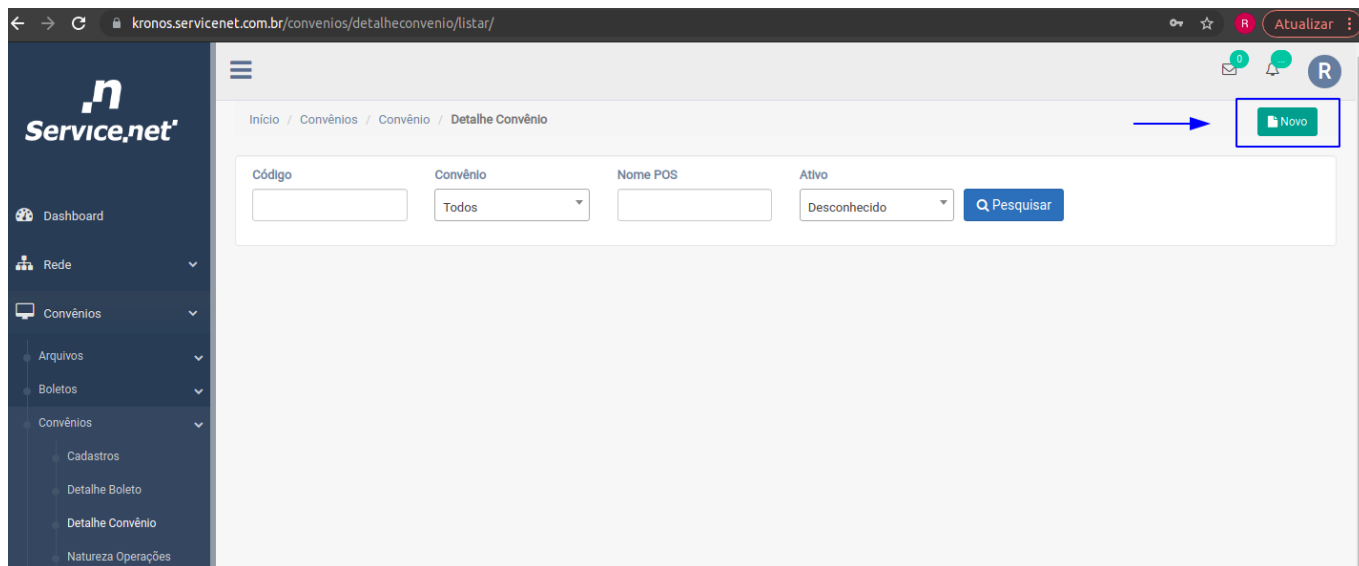 kronos.servicenet.com.br/convenios/detalheconvenio/listar/
R
Atualizar
n
Service.net
0
...
R
Início / Convênios / Convênio / Detalhe Convênio
Novo
Código
Convênio
Nome POS
Ativo
Todos
Desconhecido
Pesquisar
Dashboard
Rede
Convênios
Arquivos
Boletos
Convênios
Cadastros
Detalhe Boleto
Detalhe Convênio
Natureza Operações